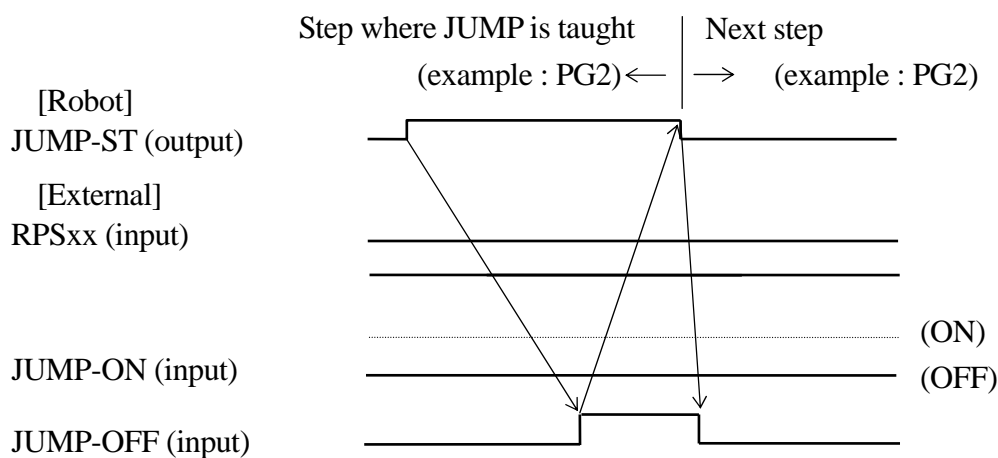 Step where JUMP is taught
Next step
(example : PG2)
(example : PG2)
[Robot]
JUMP-ST (output)
[External]
RPSxx (input)
(ON)
JUMP-ON (input)
(OFF)
JUMP-OFF (input)